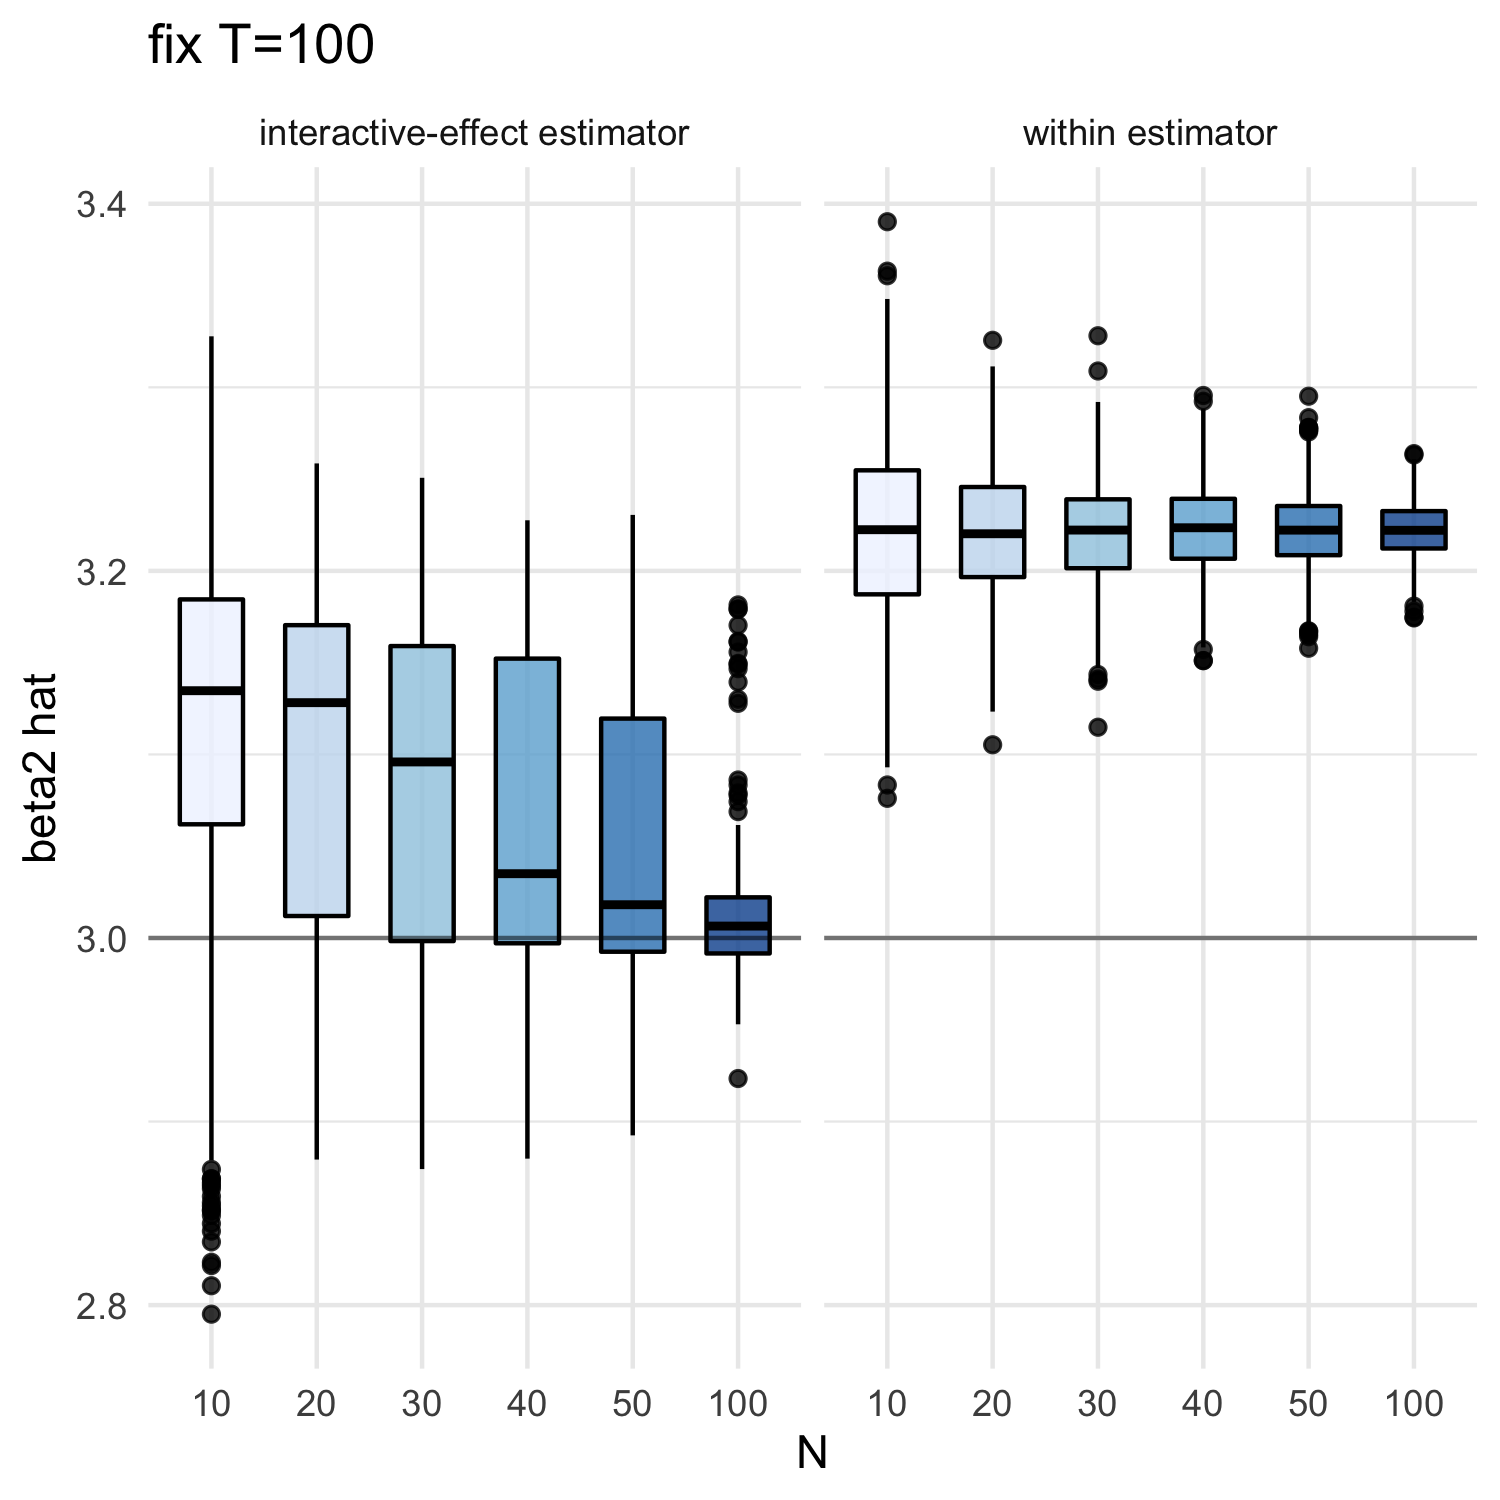 fix T=100
interactive-effect estimator
within estimator
3.4
3.2
3.0
2.8
beta2 hat
10 20 30 40 50 100
10 20 30 40 50 100
N